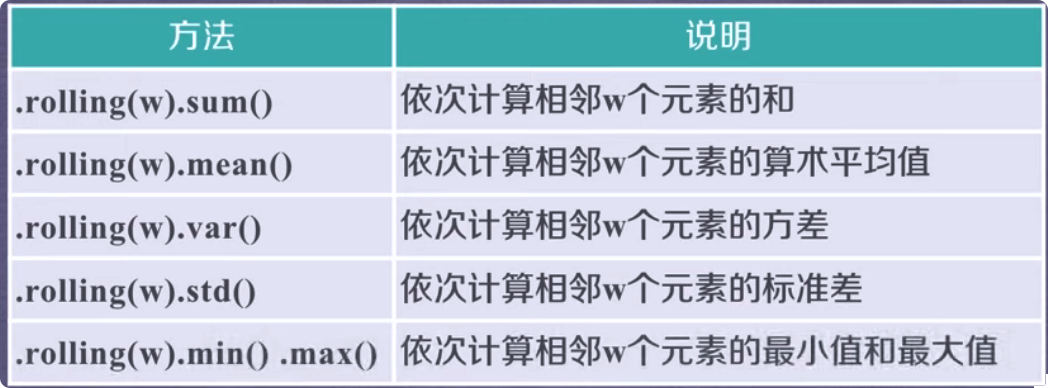 方法 说明
.rolling(w).sum() 依次计算相邻w个元素的和
.rolling(w).mean() 依次计算相邻w个元素的算术平均值
.rolling(w).var() 依次计算相邻w个元素的方差
.rolling(w).std() 依次计算相邻w个元素的标准差
.rolling(w).min() .max() 依次计算相邻w个元素的最小值和最大值